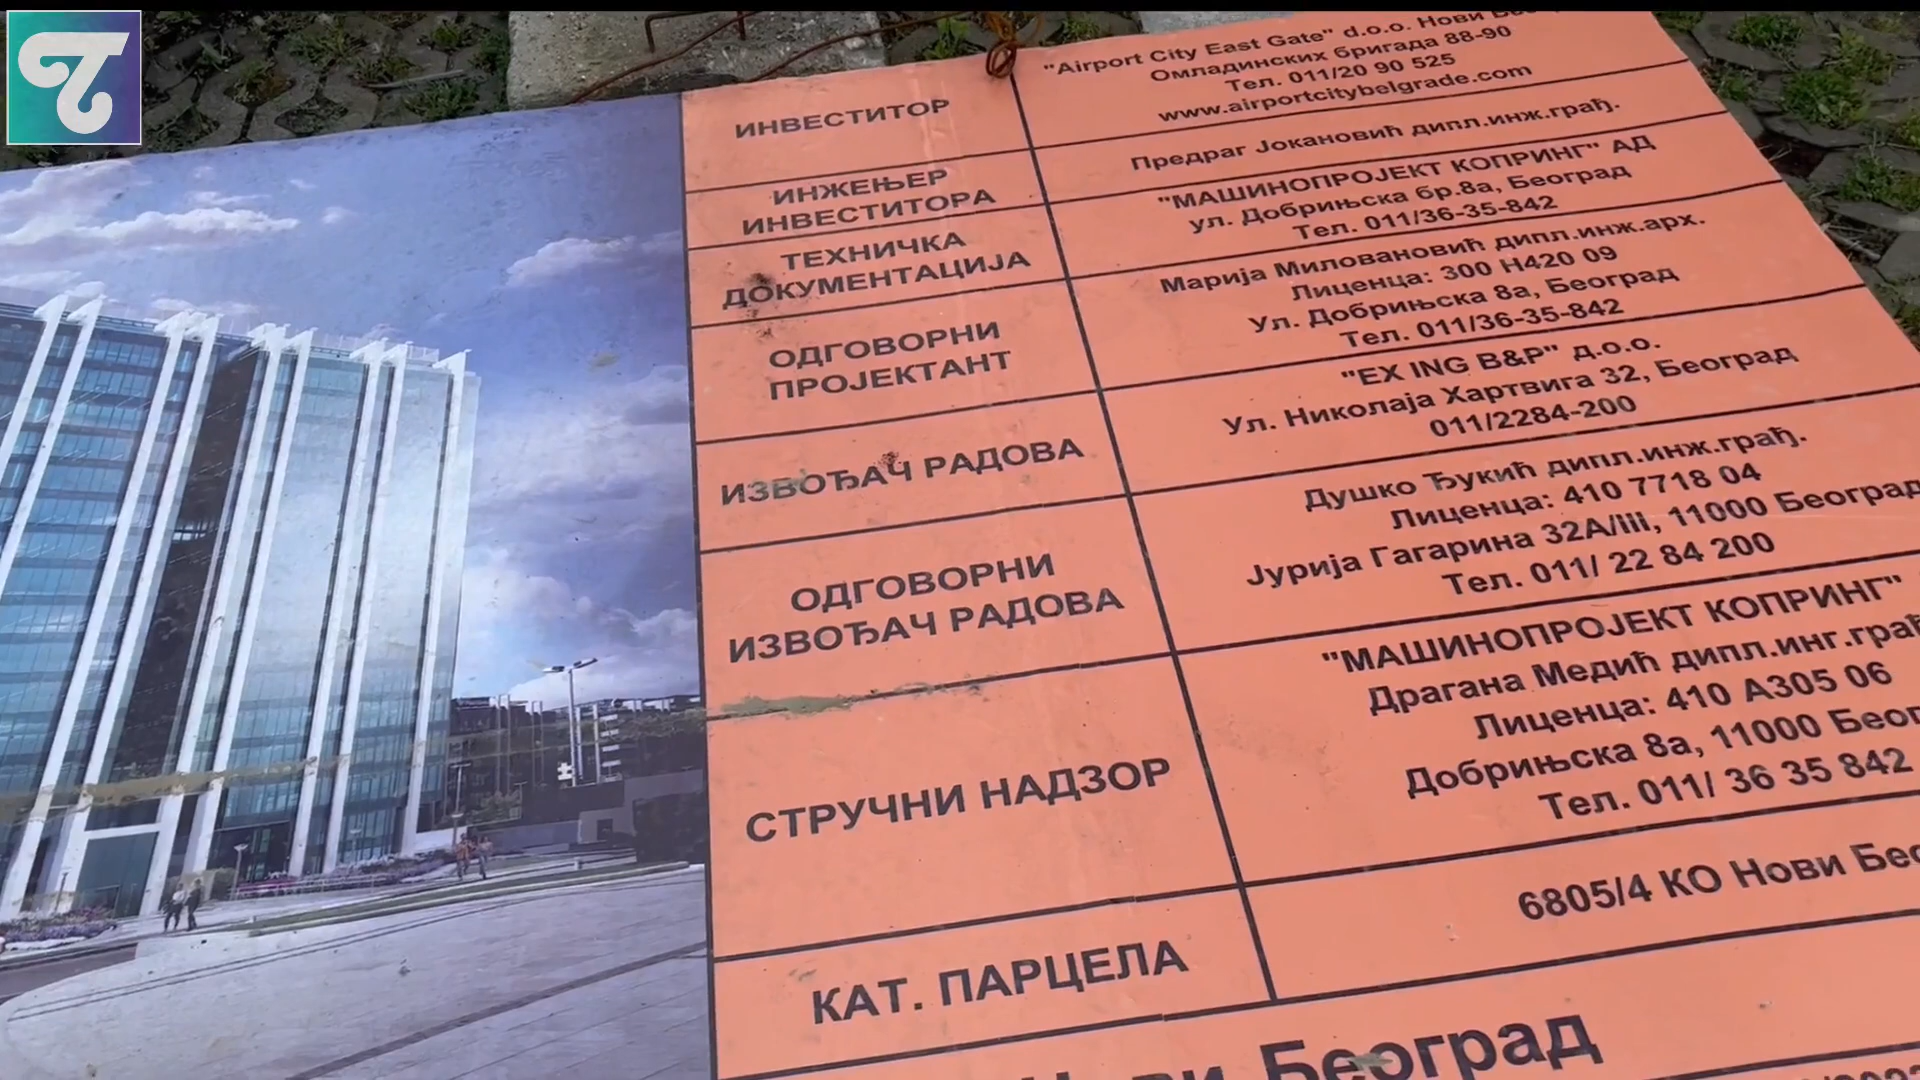 ИНВЕСТИТОР
"Airport City East Gate" d.o.o. Нови
Омладинских бригада 88-90
Тел. 011/20 90 525
www.airportcitybelgrade.com
ИНЖЕЊЕР
ИНВЕСТИТОРА
Предраг Јокановић дипл.инж.грађ.
ТЕХНИЧКА
ДОКУМЕНТАЦИЈА
"МАШИНОПРОЈЕКТ КОПРИНГ" АД
ул. Добрињска бр.8а, Београд
Тел. 011/36-35-842
ОДГОВОРНИ
ПРОЈЕКТАНТ
Марија Миловановић дипл.инж.арх.
Лиценца: 300 Н420 09
Ул. Добрињска 8а, Београд
Тел. 011/36-35-842
ИЗВОЂАЧ РАДОВА
"EX ING B&P" д.о.о.
Ул. Николаја Хартвига 32, Београд
011/2284-200
ОДГОВОРНИ
ИЗВОЂАЧ РАДОВА
Душко Ђукић дипл.инж.грађ.
Лиценца: 410 7718 04
Јурија Гагарина 32А/III, 11000 Београд
Тел. 011/ 22 84 200
СТРУЧНИ НАДЗОР
"МАШИНОПРОЈЕКТ КОПРИНГ"
Драгана Медић дипл.инг.грађ
Лиценца: 410 А305 06
Добрињска 8а, 11000 Беог
Тел. 011/ 36 35 842
КАТ. ПАРЦЕЛА
6805/4 КО Нови Бео
Нови Београд